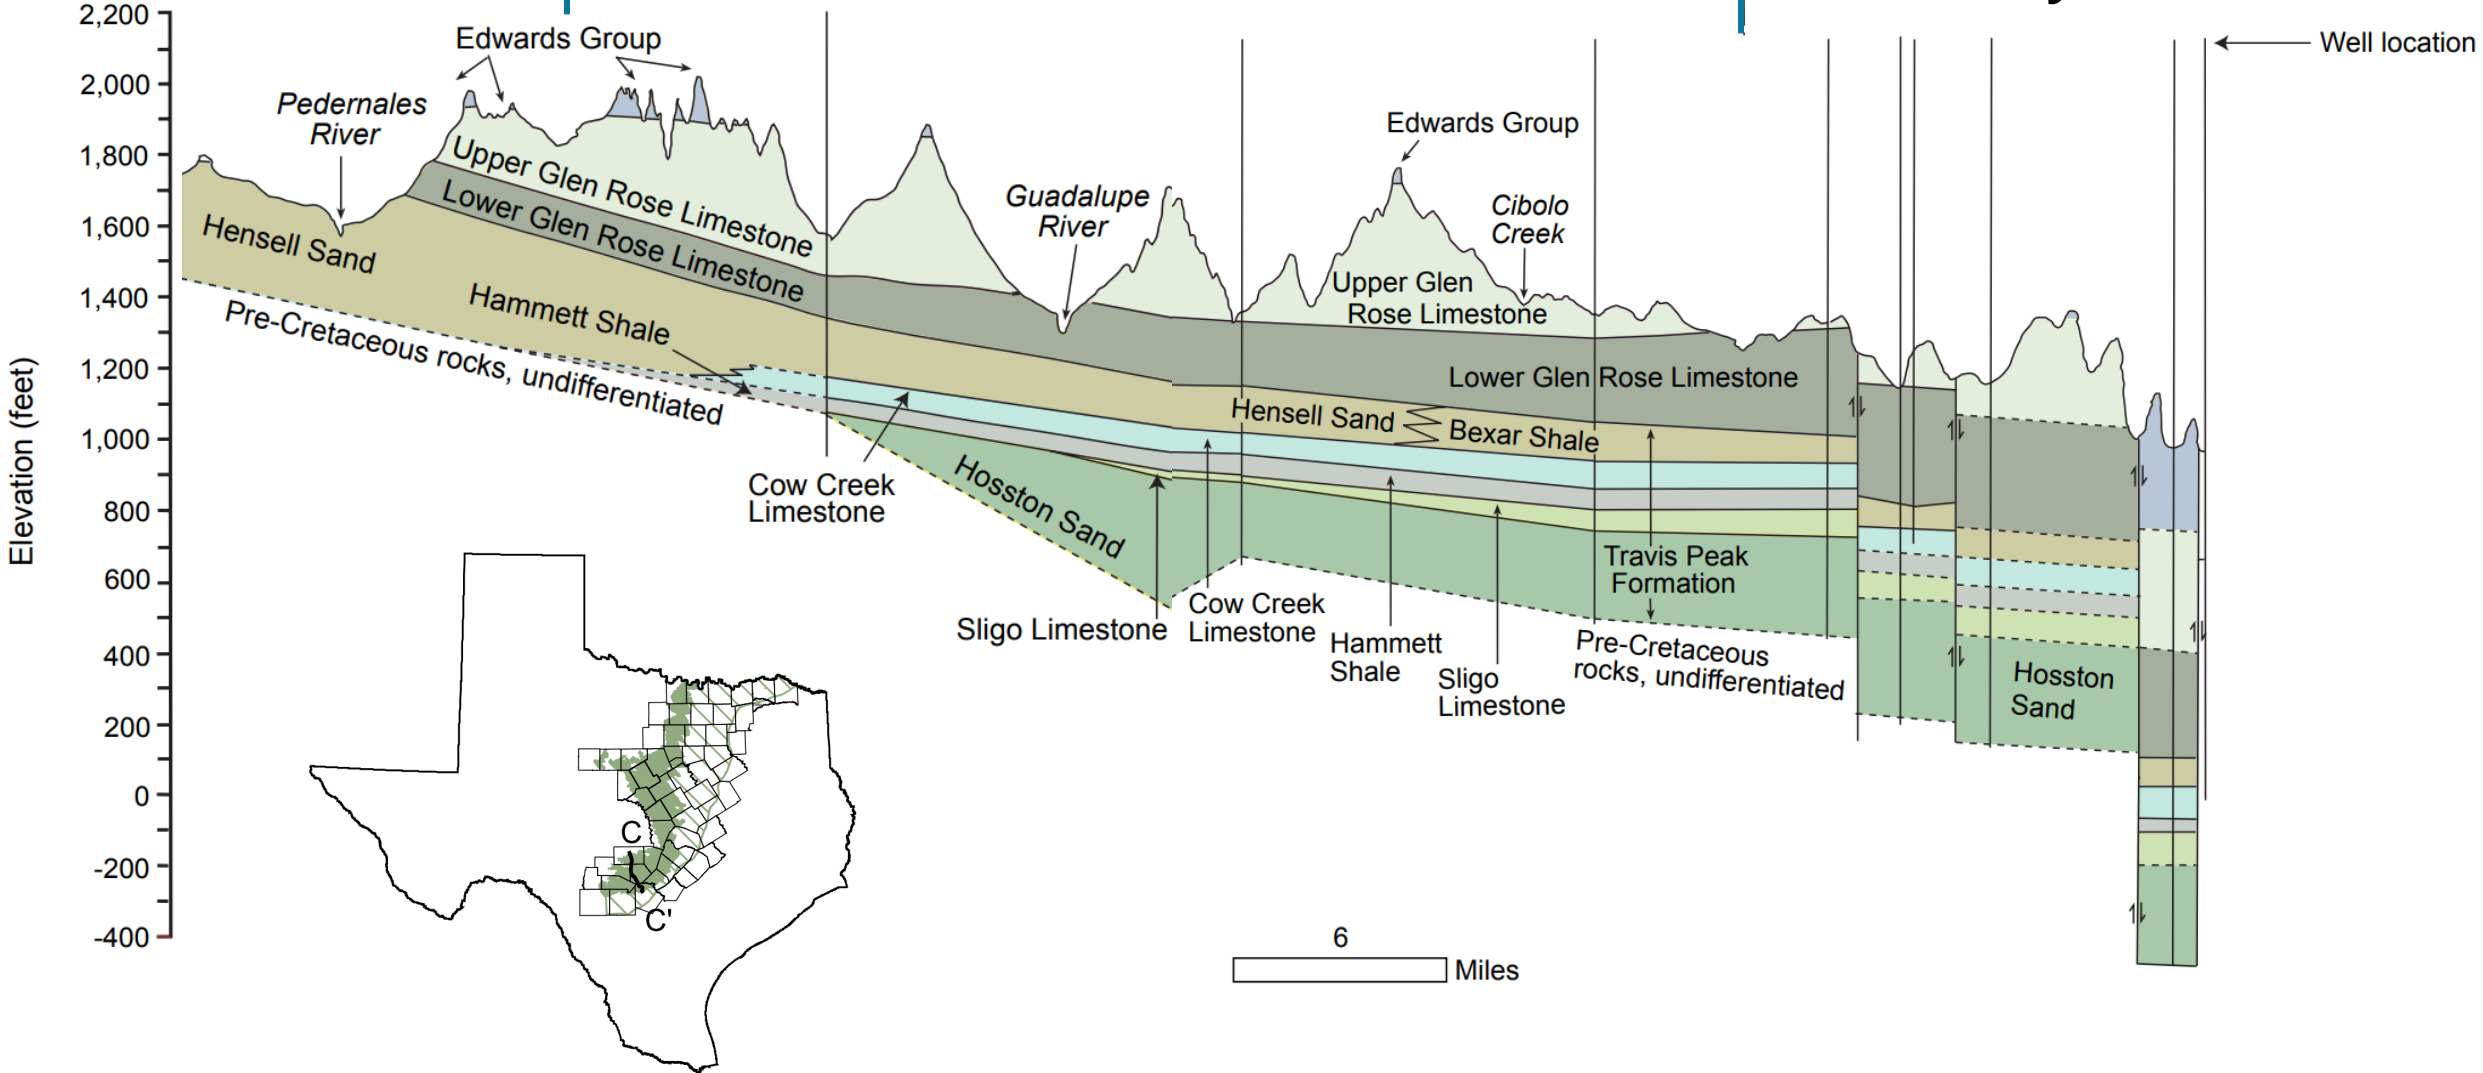 2,200
2,000
1,800
1,600
1,400
1,200
1,000
800
600
400
200
0
-200
-400
Elevation (feet)
Edwards Group
Pedernales
River
Upper Glen Rose Limestone
Lower Glen Rose Limestone
Hensell Sand
Hammett Shale
Pre-Cretaceous rocks, undifferentiated
Cow Creek
Limestone
Hosston Sand
Guadalupe
River
Edwards Group
Cibolo
Creek
Well location
Upper Glen
Rose Limestone
Lower Glen Rose Limestone
Hensell Sand
Bexar Shale
Travis Peak
Formation
Sligo Limestone
Cow Creek
Limestone
Hammett
Shale
Sligo
Limestone
Pre-Cretaceous
rocks, undifferentiated
Hosston
Sand
C
C'
6
Miles